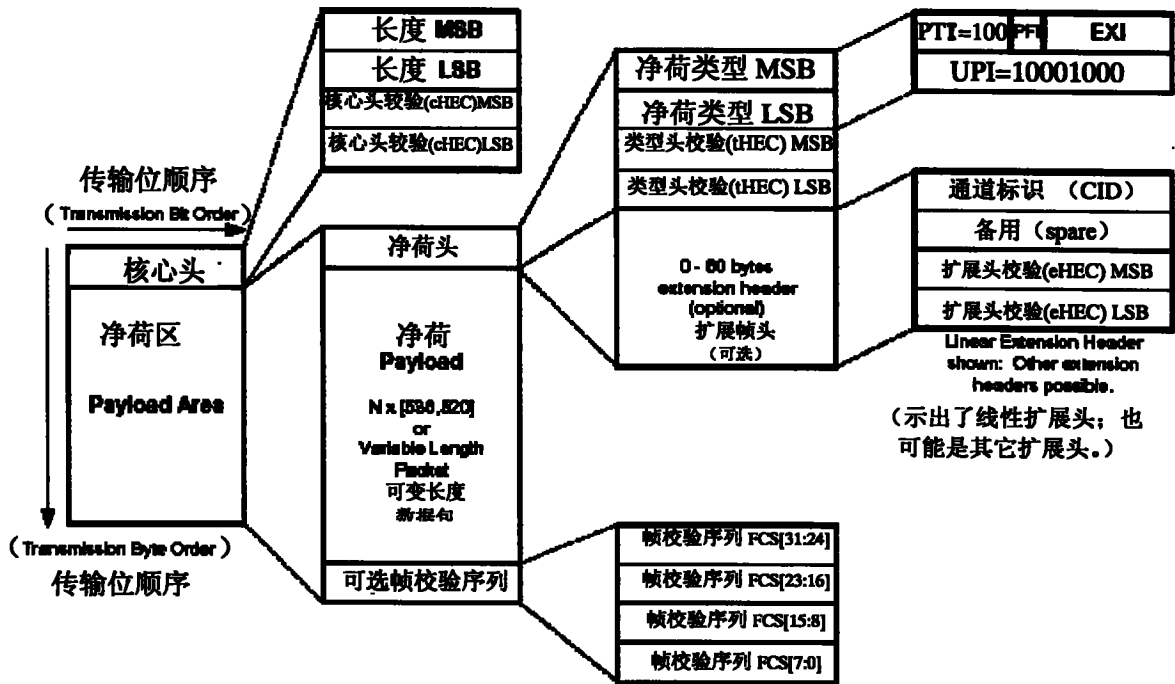 长度 MSB
长度 LSB
核心头较验(cHEC)MSB
核心头较验(cHEC)LSB
传输位顺序
( Transmission Bit Order )
核心头
净荷区
Payload Area
( Transmission Byte Order )
传输位顺序
净荷头
净荷
Payload
N x [536,520]
or
Variable Length
Packet
可变长度
数据包
可选帧校验序列
净荷类型 MSB
净荷类型 LSB
类型头校验(tHEC) MSB
类型头校验(tHEC) LSB
0 - 60 bytes
extension header
(optional)
扩展帧头
(可选)
帧校验序列 FCS[31:24]
帧校验序列 FCS[23:16]
帧校验序列 FCS[15:8]
帧校验序列 FCS[7:0]
PTI=100 PFI EXI
UPI=10001000
通道标识 (CID)
备用(spare)
扩展头校验(eHEC) MSB
扩展头校验(eHEC) LSB
Linear Extension Header
shown: Other extension
headers possible.
(示出了线性扩展头;也
可能是其它扩展头。)